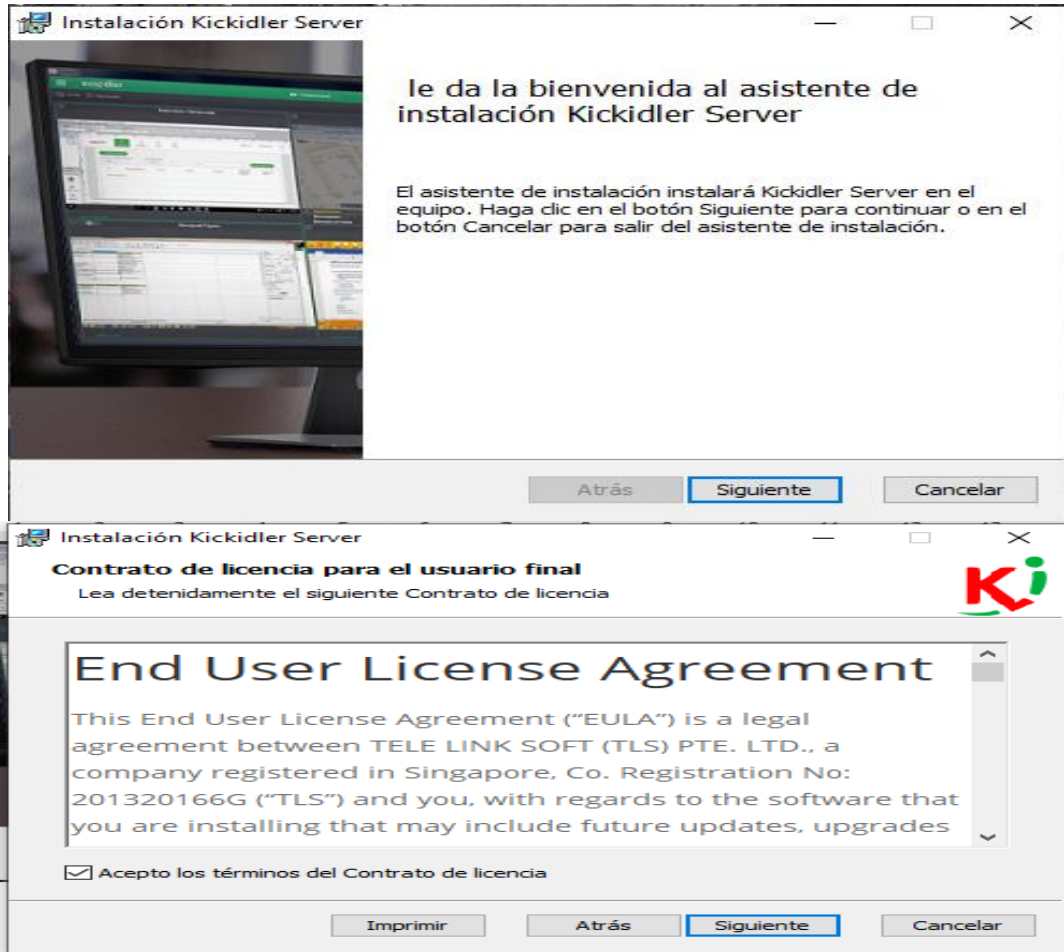 Instalación Kickidler Server
le da la bienvenida al asistente de
instalación Kickidler Server
El asistente de instalación instalará Kickidler Server en el
equipo. Haga clic en el botón Siguiente para continuar o en el
botón Cancelar para salir del asistente de instalación.
Atrás Siguiente Cancelar
Instalación Kickidler Server
Contrato de licencia para el usuario final
Lea detenidamente el siguiente Contrato de licencia
End User License Agreement
This End User License Agreement (“EULA”) is a legal
agreement between TELE LINK SOFT (TLS) PTE. LTD., a
company registered in Singapore, Co. Registration No:
201320166G (“TLS”) and you, with regards to the software that
you are installing that may include future updates, upgrades
Acepto los términos del Contrato de licencia
Imprimir Atrás Siguiente Cancelar